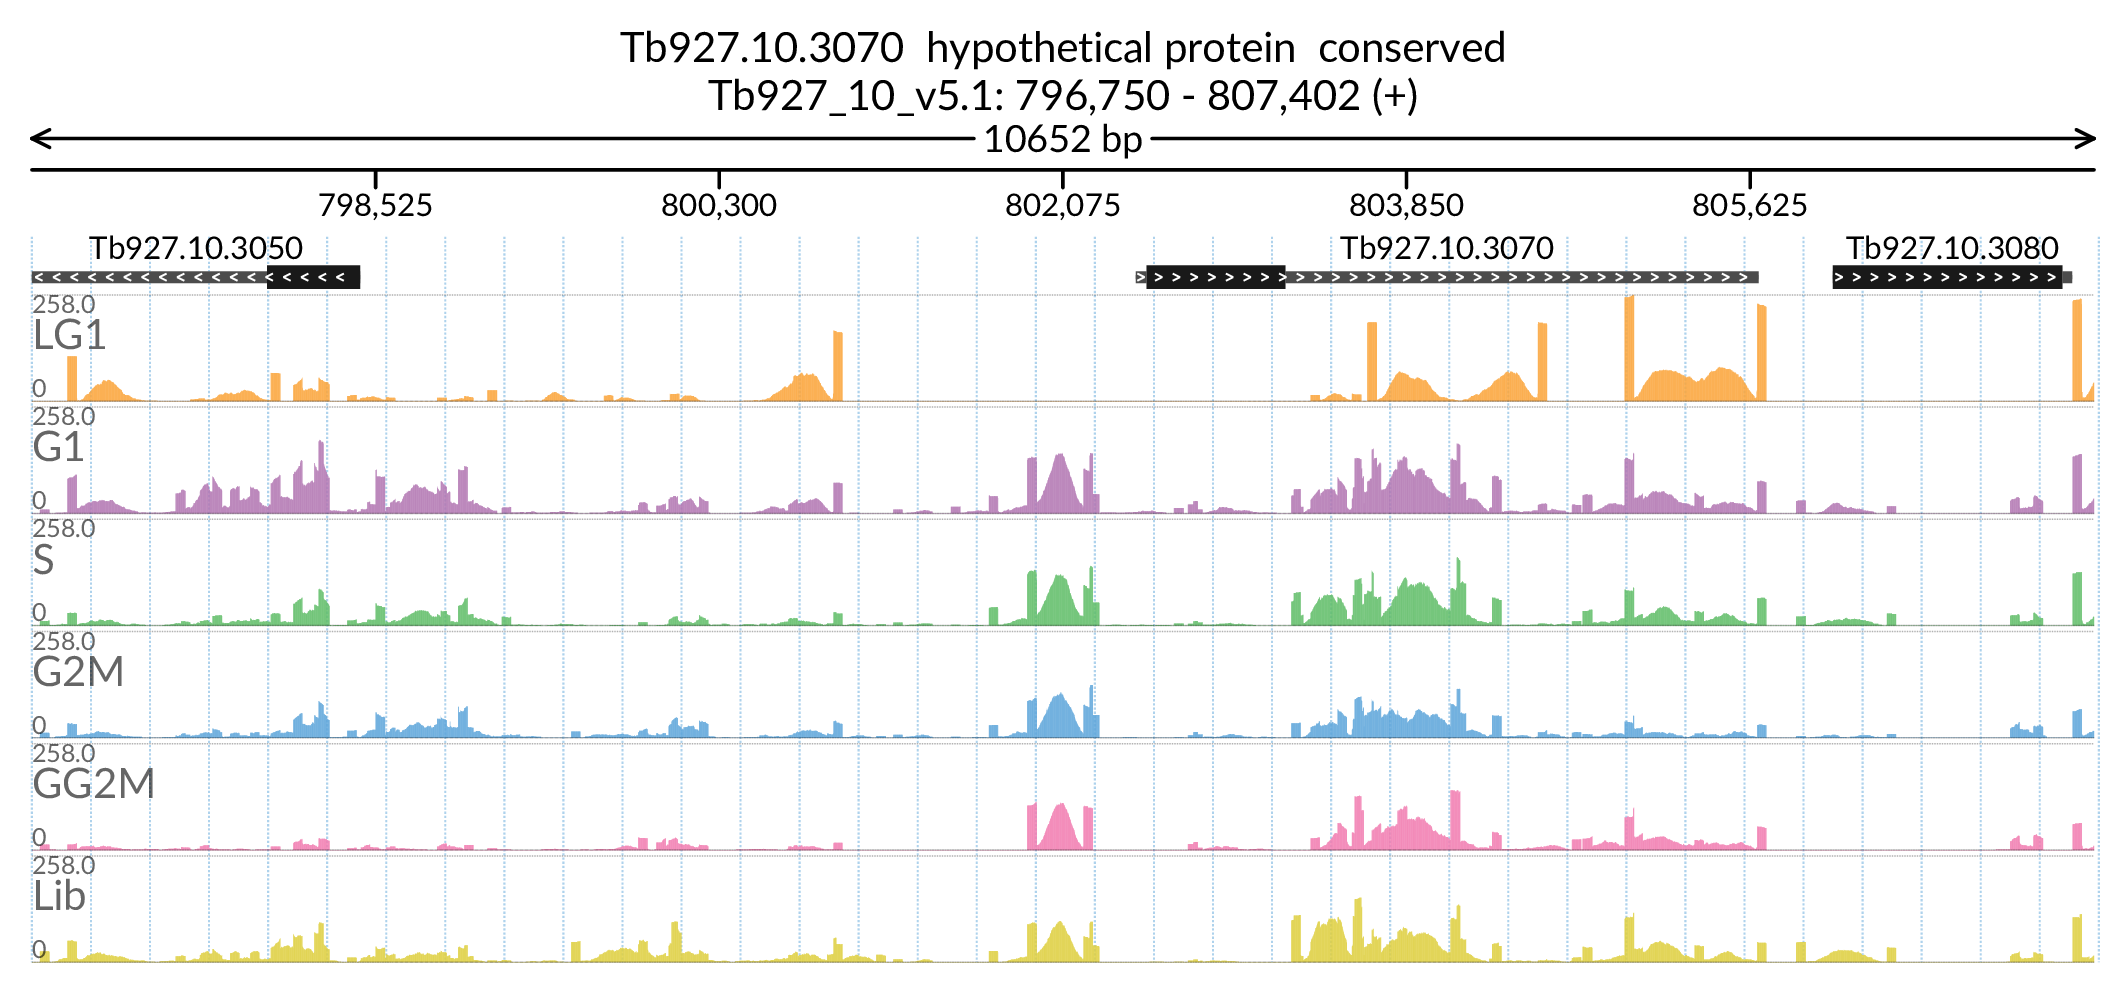 Tb927.10.3070 hypothetical protein conserved
Tb927_10_v5.1: 796,750 - 807,402 (+)
10652 bp
798,525 800,300 802,075 803,850 805,625
Tb927.10.3050 Tb927.10.3070 Tb927.10.3080
258.0
LG1
0
258.0
G1
0
258.0
S
0
258.0
G2M
0
258.0
GG2M
0
258.0
Lib
0